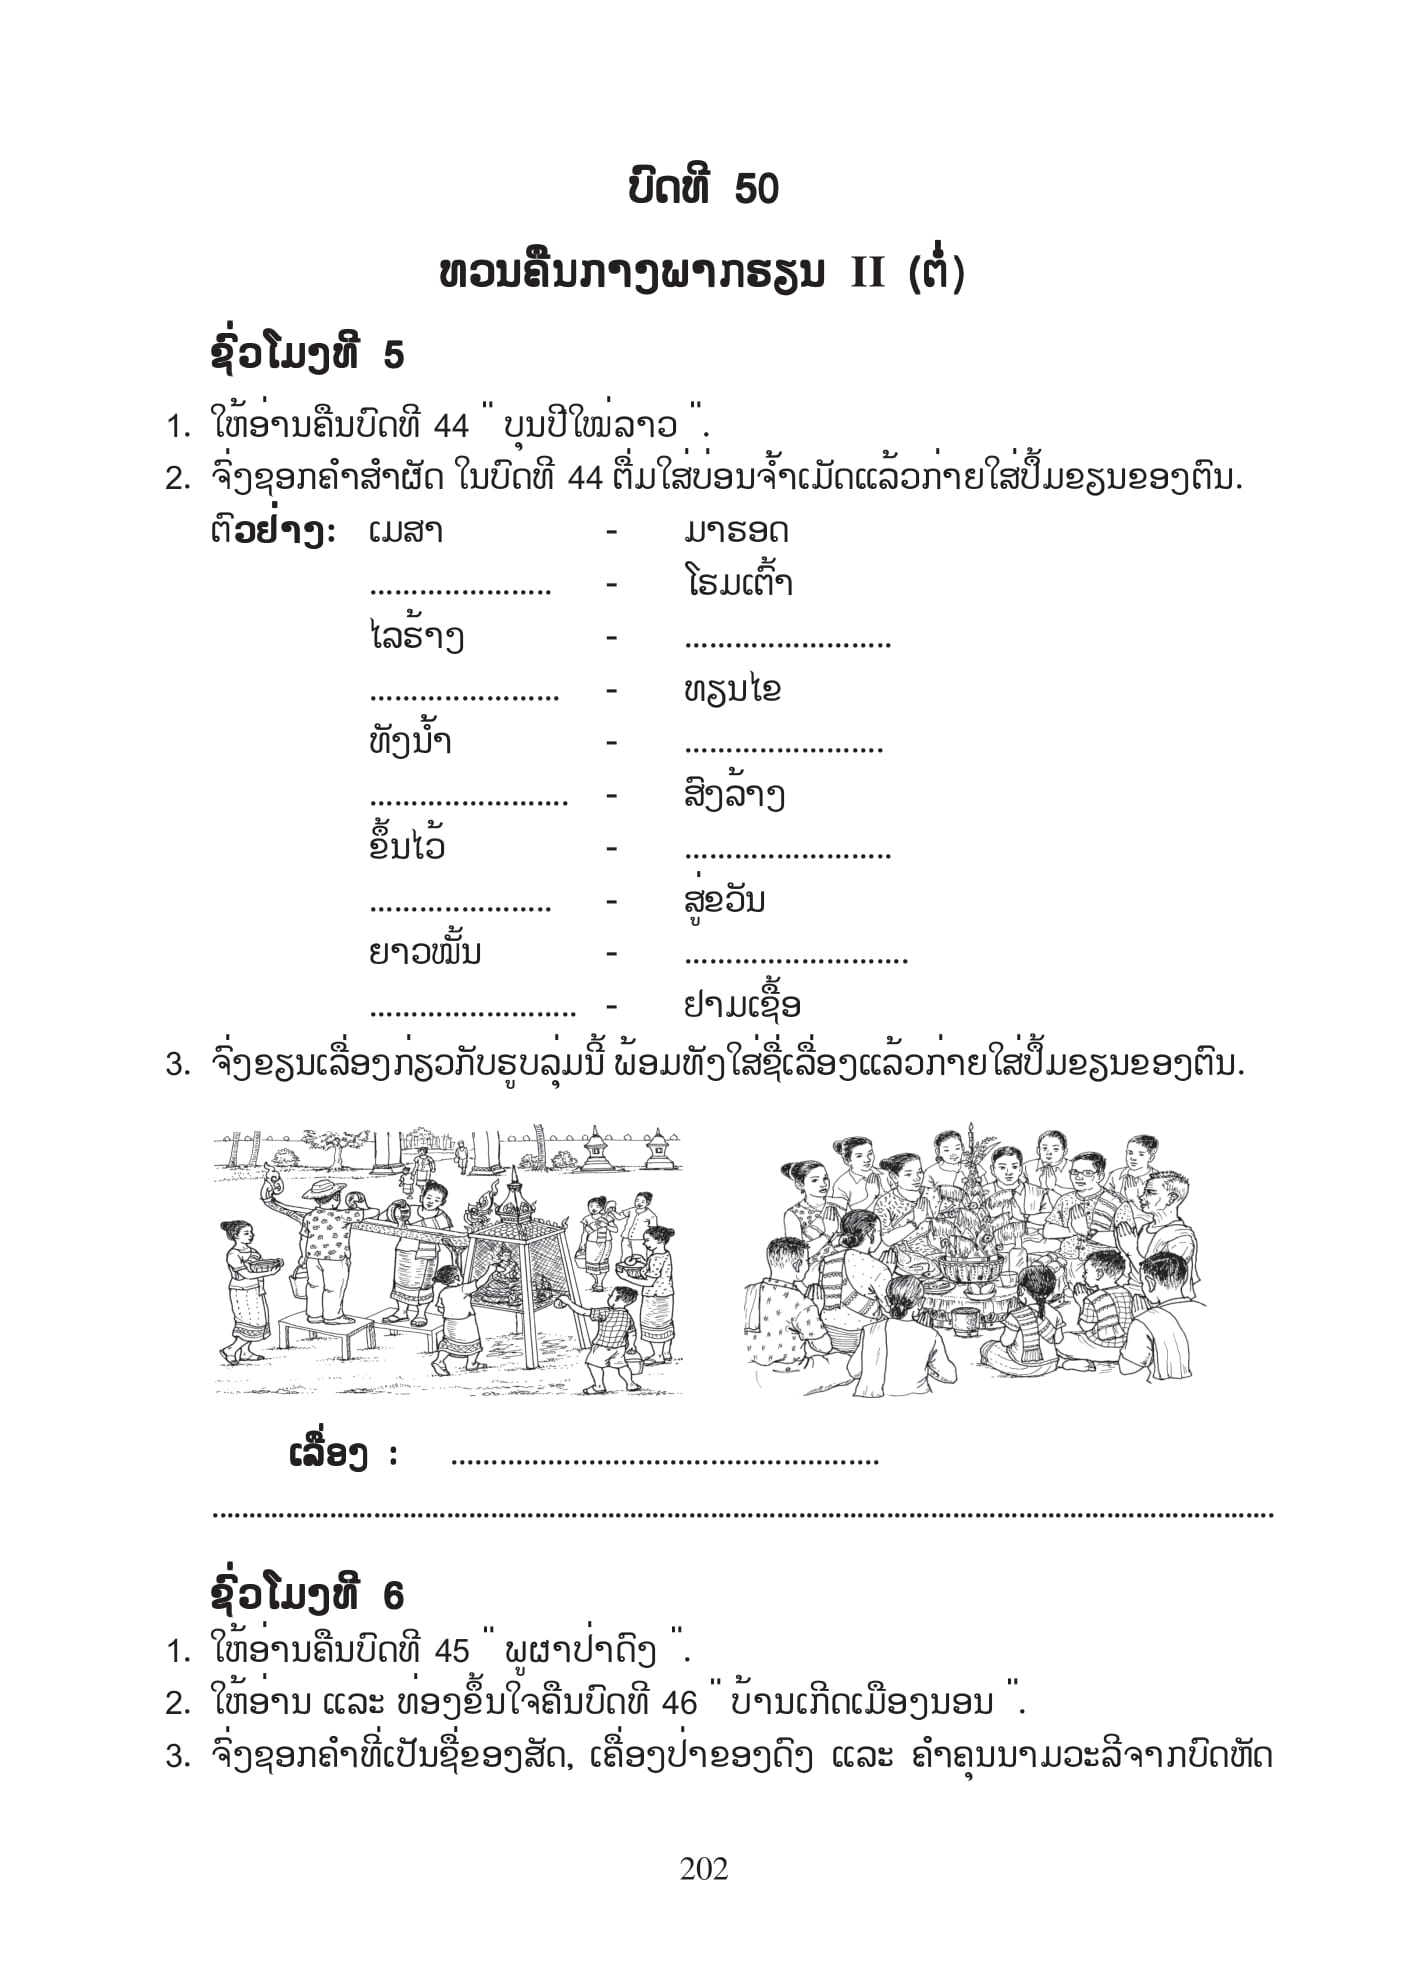 ບົດທີ 50
ທວນຄືນກາງພາກຮຽນ II (ຕໍ່)
ຊົ່ວໂມງທີ 5
1. ໃຫ້ອ່ານຄືນບົດທີ 44 " ບຸນປີໃໝ່ລາວ ".
2. ຈົ່ງຊອກຄຳສຳຜັດ ໃນບົດທີ 44 ຕື່ມໃສ່ບ່ອນຈ້ຳເມັດແລ້ວກ່າຍໃສ່ປຶ້ມຂຽນຂອງຕົນ.
ຕົວຢ່າງ: ເມສາ - ມາຮອດ
...................... - ໂຮມເຕົ້າ
ໄລຮ້າງ - .........................
....................... - ທຽນໄຂ
ທັງນ້ຳ - ........................
........................ - ສົງລ້າງ
ຂຶ້ນໄວ້ - .........................
...................... - ສູ່ຂວັນ
ຍາວໝັ້ນ - ...........................
......................... - ຢາມເຊື້ອ
3. ຈົ່ງຂຽນເລື່ອງກ່ຽວກັບຮູບລຸ່ມນີ້ ພ້ອມທັງໃສ່ຊື່ເລື່ອງແລ້ວກ່າຍໃສ່ປຶ້ມຂຽນຂອງຕົນ.
ເລື່ອງ : ....................................................
.................................................................................................................................
ຊົ່ວໂມງທີ 6
1. ໃຫ້ອ່ານຄືນບົດທີ 45 " ພູຜາປ່າດົງ ".
2. ໃຫ້ອ່ານ ແລະ ທ່ອງຂຶ້ນໃຈຄືນບົດທີ 46 " ບ້ານເກີດເມືອງນອນ ".
3. ຈົ່ງຊອກຄຳທີ່ເປັນຊື່ຂອງສັດ, ເຄື່ອງປ່າຂອງດົງ ແລະ ຄຳຄຸນນາມວະລີຈາກບົດຫັດ
202